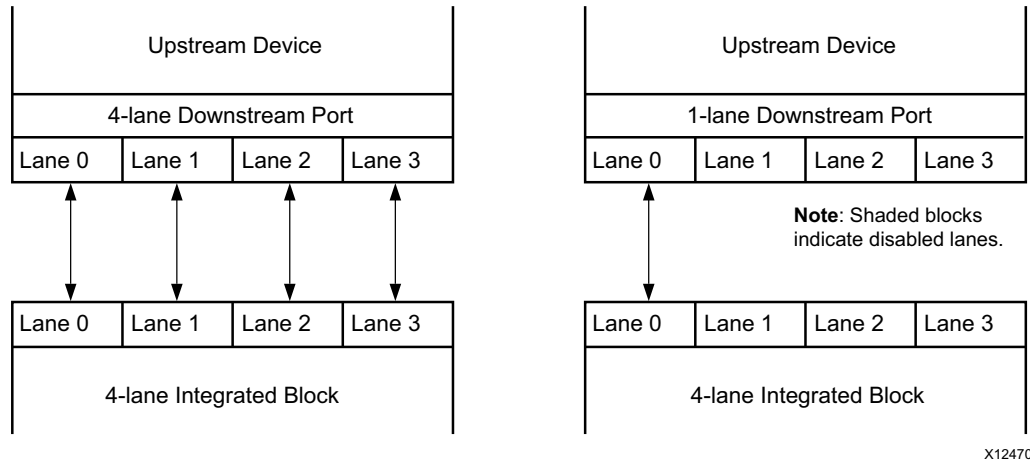 Upstream Device
4-lane Downstream Port
Lane 0 Lane 1 Lane 2 Lane 3
Lane 0 Lane 1 Lane 2 Lane 3
4-lane Integrated Block
Upstream Device
1-lane Downstream Port
Lane 0 Lane 1 Lane 2 Lane 3
Note: Shaded blocks
indicate disabled lanes.
Lane 0 Lane 1 Lane 2 Lane 3
4-lane Integrated Block
X12470